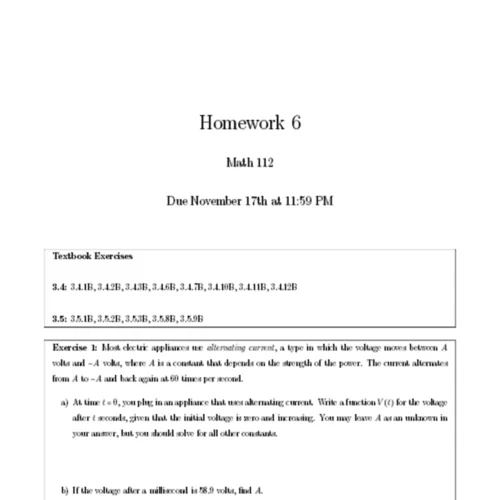 Homework 6
Math 112
Due November 17th at 11:59 PM
Textbook Exercises
3.4: 3.4.1B, 3.4.2B, 3.4.3B, 3.4.6B, 3.4.7B, 3.4.10B, 3.4.11B, 3.4.12B
3.5: 3.5.1B, 3.5.2B, 3.5.3B, 3.5.8B, 3.5.9B
Exercise 1: Most electric appliances use alternating current, a type in which the voltage moves between A
volts and −A volts, where A is a constant that depends on the strength of the power. The current alternates
from A to −A and back again at 60 times per second.
a) At time t = 0, you plug in an appliance that uses alternating current. Write a function V(t) for the voltage
after t seconds, given that the initial voltage is zero and increasing. You may leave A as an unknown in
your answer, but you should solve for all other constants.
b) If the voltage after a millisecond is 58.9 volts, find A.